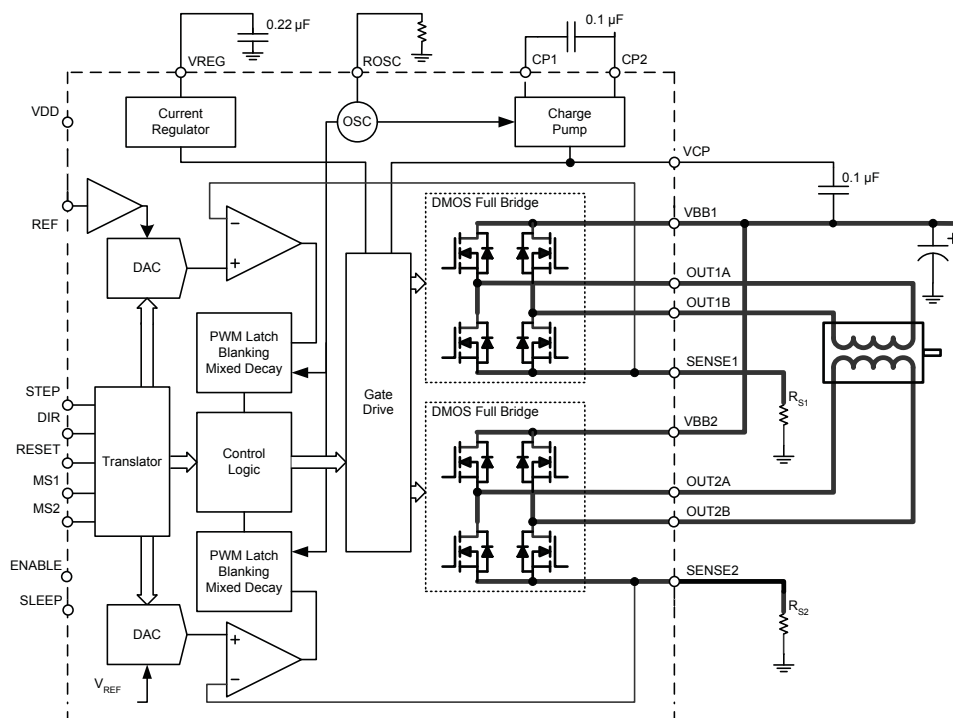 0.22 µF
0.1 µF
VREG
ROSC
CP1
CP2
VDD
Current
Regulator
OSC
Charge
Pump
VCP
0.1 µF
REF
DAC
DMOS Full Bridge
VBB1
+
−
+
OUT1A
OUT1B
PWM Latch
Blanking
Mixed Decay
SENSE1
Gate
Drive
RS1
STEP
DIR
RESET
MS1
MS2
Translator
Control
Logic
DMOS Full Bridge
VBB2
OUT2A
OUT2B
PWM Latch
Blanking
Mixed Decay
ENABLE
SLEEP
SENSE2
RS2
DAC
+
−
VREF